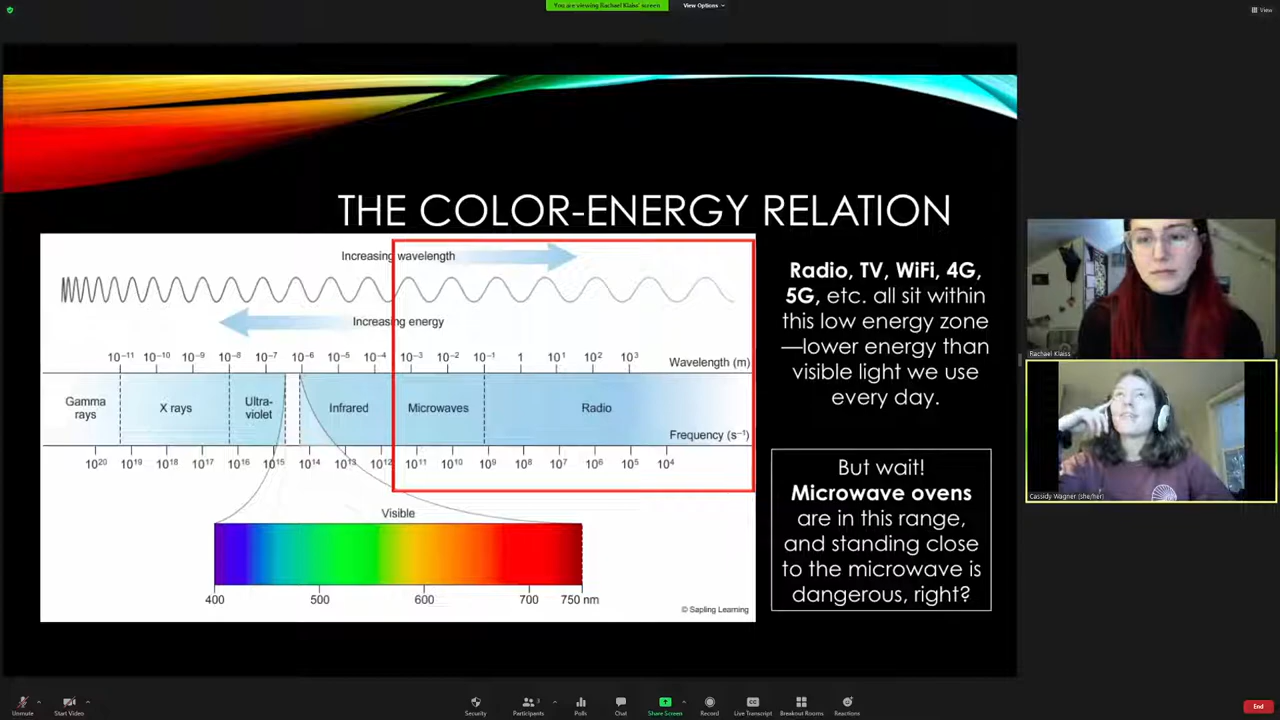 You are viewing Rachael Klaiss' screen
View Options
View
THE COLOR-ENERGY RELATION
Increasing wavelength
Increasing energy
10⁻¹¹ 10⁻¹⁰ 10⁻⁹ 10⁻⁸ 10⁻⁷ 10⁻⁶ 10⁻⁵ 10⁻⁴ 10⁻³ 10⁻² 10⁻¹ 1 10¹ 10² 10³ Wavelength (m)
Gamma
rays
X rays
Ultra-
violet
Infrared
Microwaves
Radio
Frequency (s⁻¹)
10²⁰ 10¹⁹ 10¹⁸ 10¹⁷ 10¹⁶ 10¹⁵ 10¹⁴ 10¹³ 10¹² 10¹¹ 10¹⁰ 10⁹ 10⁸ 10⁷ 10⁶ 10⁵ 10⁴
Visible
400 500 600 700 750 nm
© Sapling Learning
Radio, TV, WiFi, 4G,
5G, etc. all sit within
this low energy zone
—lower energy than
visible light we use
every day.
But wait!
Microwave ovens
are in this range,
and standing close
to the microwave is
dangerous, right?
Rachael Klaiss
Cassidy Wagner (she/her)
Unmute
Start Video
Security
Participants
3
Polls
Chat
Share Screen
Record
Live Transcript
Breakout Rooms
Reactions
End